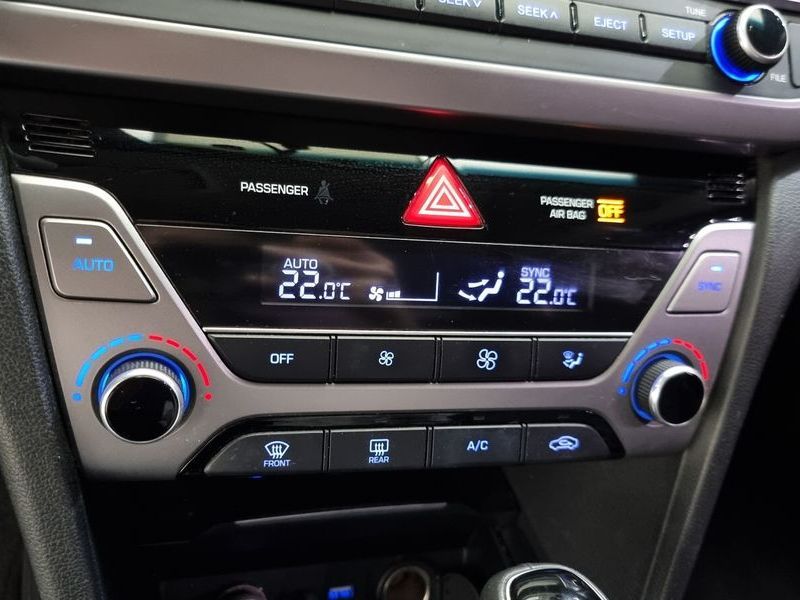 SEEK ∨
SEEK ∧
EJECT
TUNE
SETUP
FILE
PASSENGER
PASSENGER
AIR BAG
OFF
AUTO
AUTO
22.0°C
SYNC
22.0°C
SYNC
OFF
FRONT
REAR
A/C